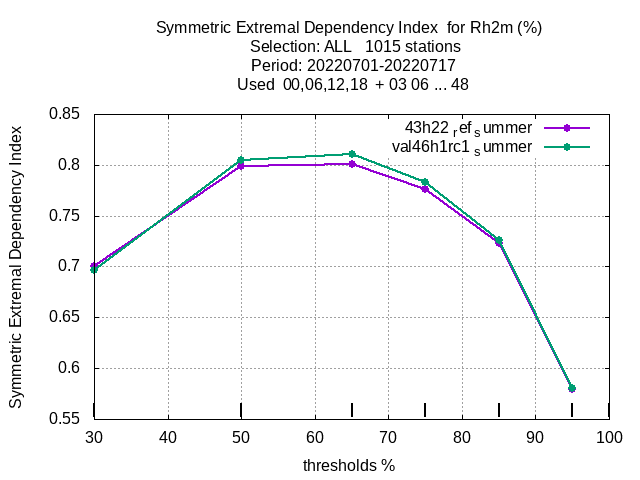 Symmetric Extremal Dependency Index  for Rh2m (%)
Selection: ALL   1015 stations
Period: 20220701-20220717
Used  00,06,12,18  + 03 06 ... 48
43h22refsummer
val46h1rc1summer
Symmetric Extremal Dependency Index
0.85
0.8
0.75
0.7
0.65
0.6
0.55
30 40 50 60 70 80 90 100
thresholds %